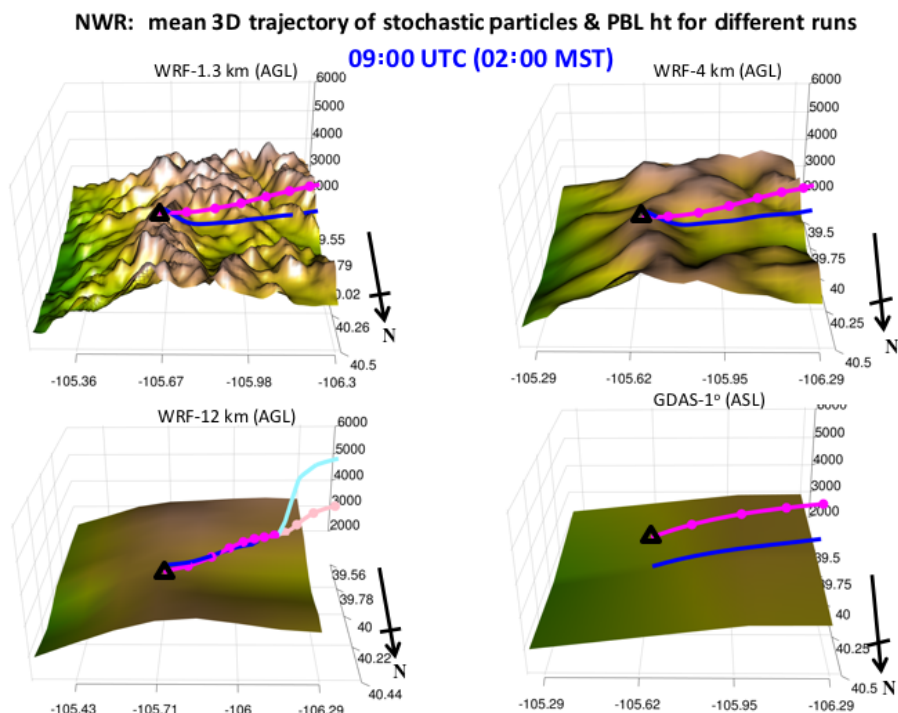 NWR: mean 3D trajectory of stochastic particles & PBL ht for different runs
09:00 UTC (02:00 MST)
WRF-1.3 km (AGL)
6000
5000
4000
3000
000
9.55
79
0.02
40.26
40.5
N
-105.36 -105.67 -105.98 -106.3
WRF-4 km (AGL)
6000
5000
4000
3000
000
39.5
39.75
40
40.25
40.5
N
-105.29 -105.62 -105.95 -106.29
WRF-12 km (AGL)
6000
5000
4000
3000
2000
39.56
39.78
40
40.22
40.44
N
-105.43 -105.71 -106 -106.29
GDAS-1º (ASL)
5000
4000
3000
2000
39.5
9.75
40
40.25
40.5
N
-105.29 -105.62 -105.95 -106.29